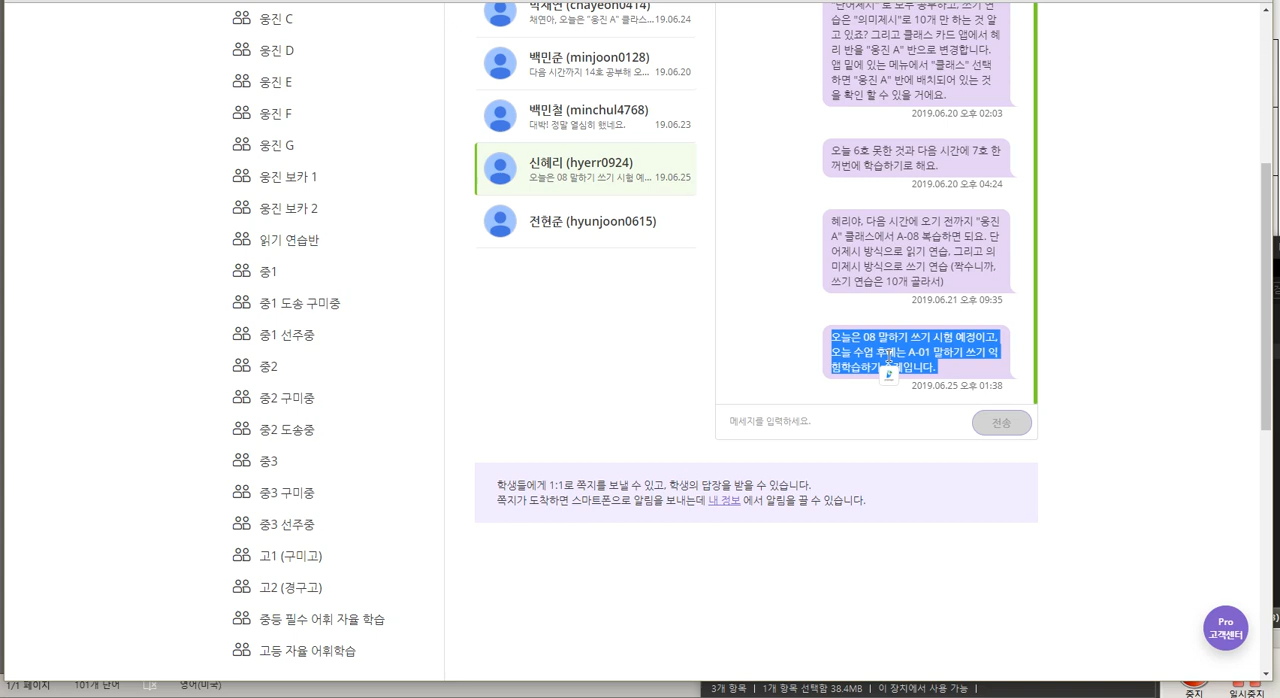 웅진 C
웅진 D
웅진 E
웅진 F
웅진 G
웅진 보카 1
웅진 보카 2
읽기 연습반
중1
중1 도송 구미중
중1 선주중
중2
중2 구미중
중2 도송중
중3
중3 구미중
중3 선주중
고1 (구미고)
고2 (경구고)
중등 필수 어휘 자율 학습
고등 자율 어휘학습
박채연 (chayeon0414)
채연아, 오늘은 "웅진 A" 클라스... 19.06.24
백민준 (minjoon0128)
다음 시간까지 14호 공부해 오... 19.06.20
백민철 (minchul4768)
대박! 정말 열심히 했네요. 19.06.23
신혜리 (hyerr0924)
오늘은 08 말하기 쓰기 시험 예... 19.06.25
전현준 (hyunjoon0615)
"단어제시" 로 모두 공부하고, 쓰기 연
습은 "의미제시"로 10개 만 하는 것 알
고 있죠? 그리고 클래스 카드 앱에서 혜
리 반을 "웅진 A" 반으로 변경합니다.
앱 밑에 있는 메뉴에서 "클래스" 선택
하면 "웅진 A" 반에 배치되어 있는 것
을 확인 할 수 있을 거에요.
2019.06.20 오후 02:03
오늘 6호 못한 것과 다음 시간에 7호 한
꺼번에 학습하기로 해요.
2019.06.20 오후 04:24
혜리야, 다음 시간에 오기 전까지 "웅진
A" 클래스에서 A-08 복습하면 되요. 단
어제시 방식으로 읽기 연습, 그리고 의
미제시 방식으로 쓰기 연습 (짝수니까,
쓰기 연습은 10개 골라서)
2019.06.21 오후 09:35
오늘은 08 말하기 쓰기 시험 예정이고,
오늘 수업 후에는 A-01 말하기 쓰기 익
힘학습하기 입니다.
2019.06.25 오후 01:38
메세지를 입력하세요.
전송
학생들에게 1:1로 쪽지를 보낼 수 있고, 학생의 답장을 받을 수 있습니다.
쪽지가 도착하면 스마트폰으로 알림을 보내는데 내 정보 에서 알림을 끌 수 있습니다.
Pro
고객센터
1/1 페이지 101개 단어 영어(미국)
3개 항목 | 1개 항목 선택함 38.4MB | 이 장치에서 사용 가능 |
중지 일시중지